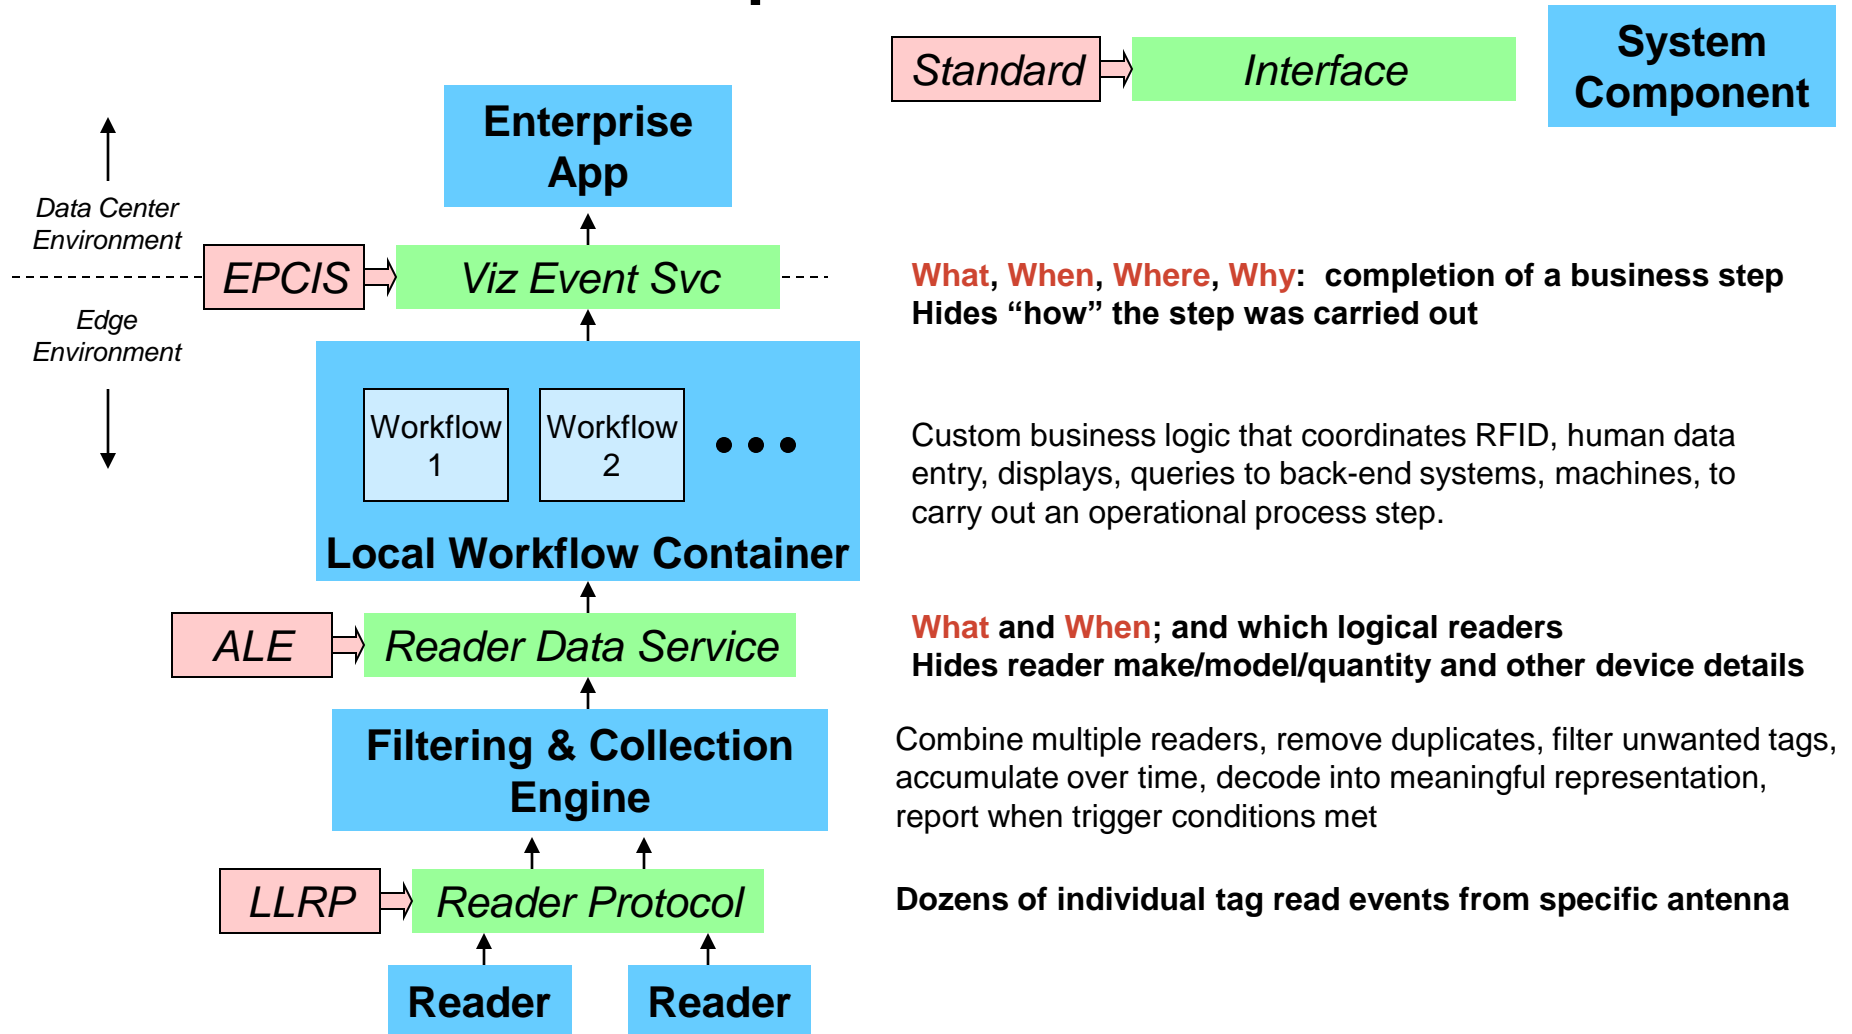 Standard
Interface
System
Component
Enterprise
App
Data Center
Environment
EPCIS
Viz Event Svc
Edge
Environment
What, When, Where, Why:  completion of a business step
Hides “how” the step was carried out
Workflow
1
Workflow
2
Local Workflow Container
Custom business logic that coordinates RFID, human data
entry, displays, queries to back-end systems, machines, to
carry out an operational process step.
ALE
Reader Data Service
What and When; and which logical readers
Hides reader make/model/quantity and other device details
Filtering & Collection
Engine
Combine multiple readers, remove duplicates, filter unwanted tags,
accumulate over time, decode into meaningful representation,
report when trigger conditions met
LLRP
Reader Protocol
Dozens of individual tag read events from specific antenna
Reader
Reader